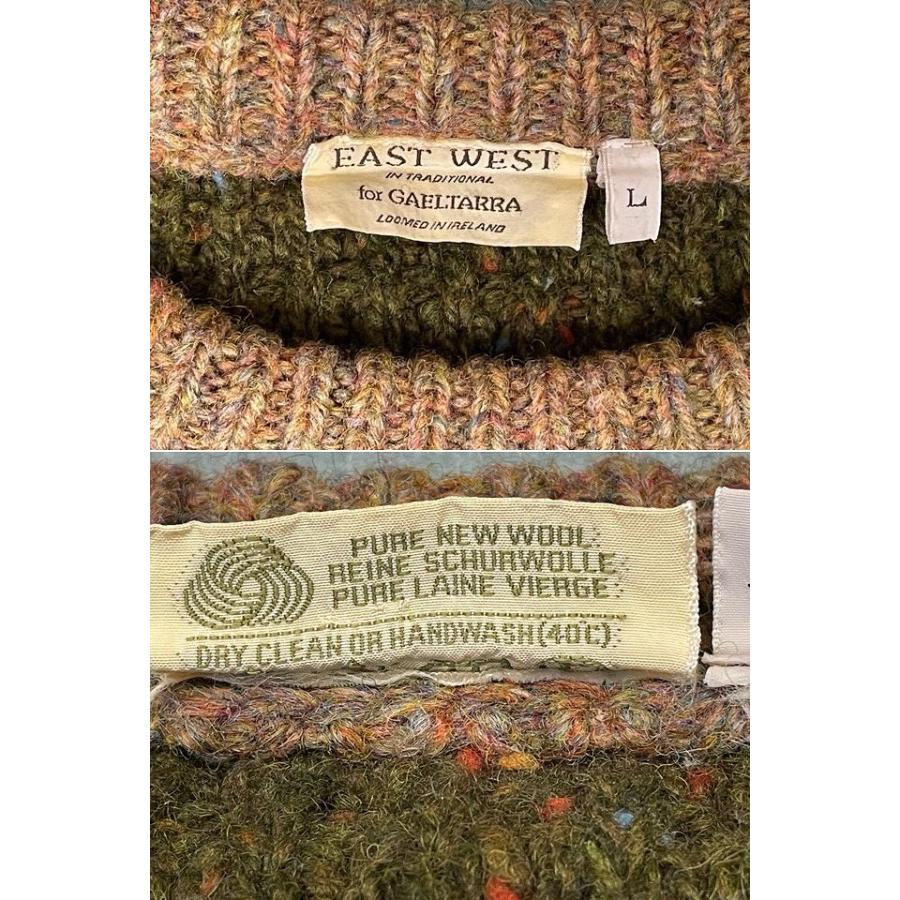 EAST WEST
IN TRADITIONAL
for GAELTARRA
LOOMED IN IRELAND
L
PURE NEW WOOL
REINE SCHURWOLLE
PURE LAINE VIERGE
DRY CLEAN OR HANDWASH (40°C)